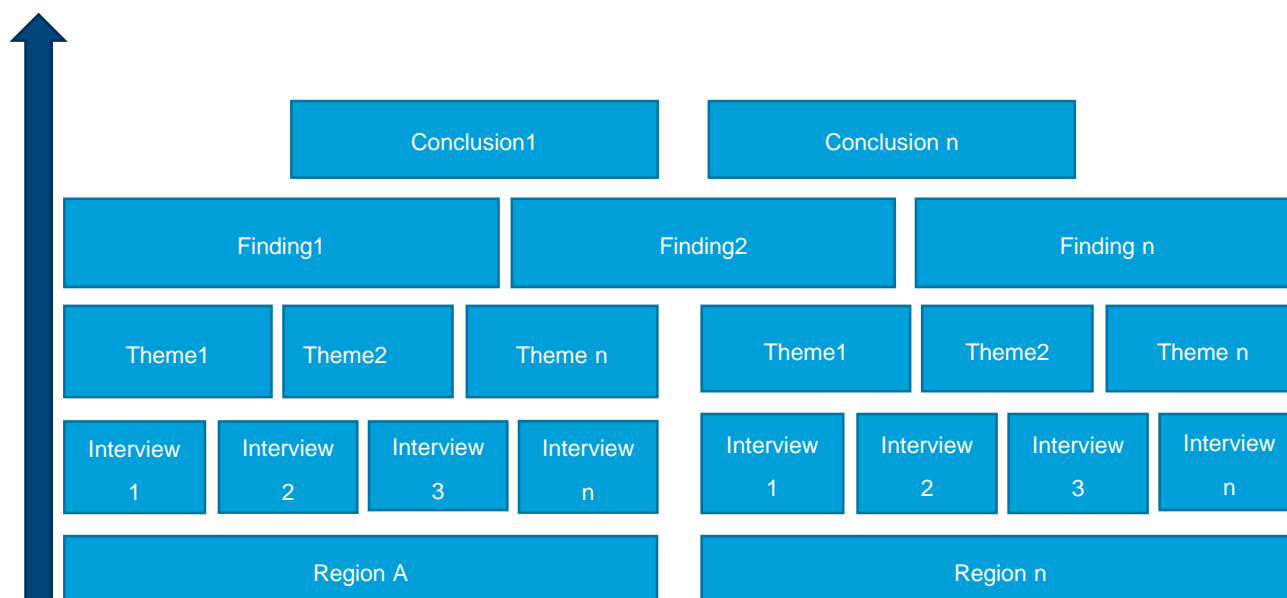 Conclusion1
Conclusion n
Finding1
Finding2
Finding n
Theme1
Theme2
Theme n
Theme1
Theme2
Theme n
Interview
1
Interview
2
Interview
3
Interview
n
Interview
1
Interview
2
Interview
3
Interview
n
Region A
Region n